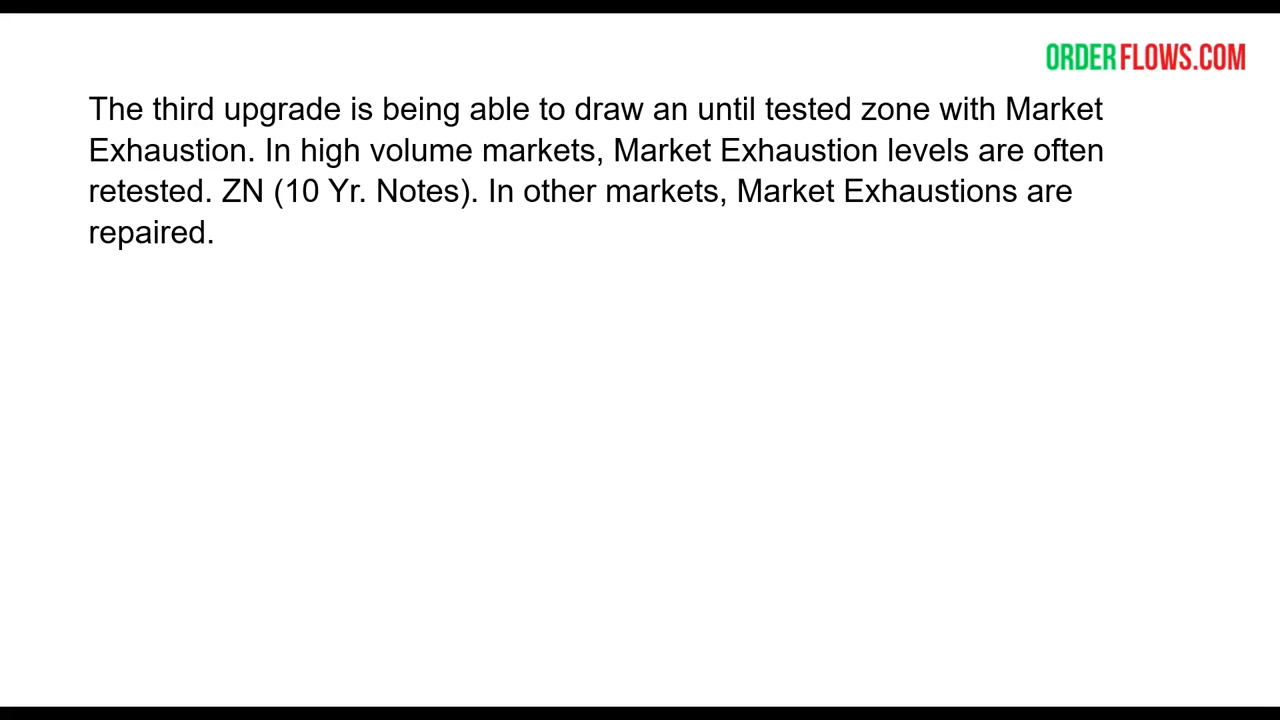 ORDERFLOWS.COM
The third upgrade is being able to draw an until tested zone with Market
Exhaustion. In high volume markets, Market Exhaustion levels are often
retested. ZN (10 Yr. Notes). In other markets, Market Exhaustions are
repaired.